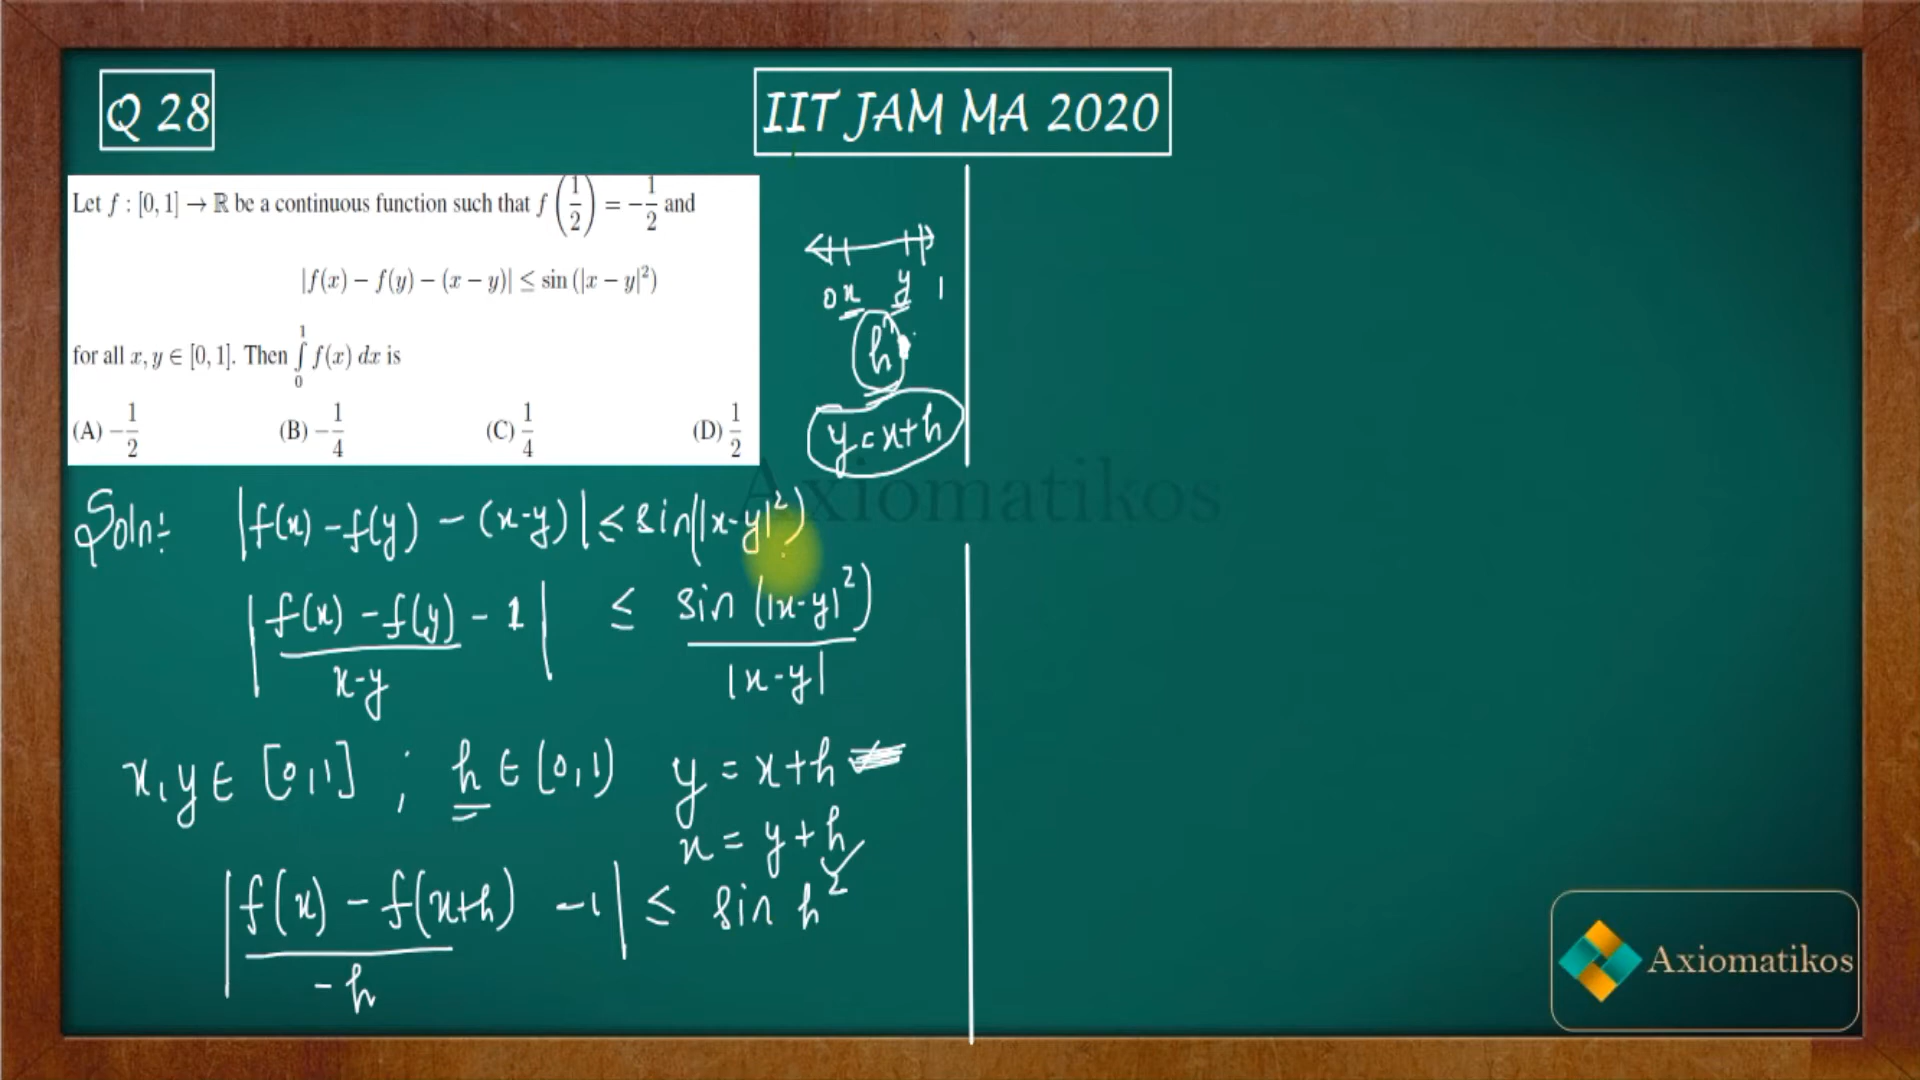 Q 28
IIT JAM MA 2020
Let f : [0, 1] → ℝ be a continuous function such that f(1/2) = −1/2 and
|f(x) − f(y) − (x − y)| ≤ sin (|x − y|²)
for all x, y ∈ [0, 1]. Then ∫₀¹ f(x) dx is
(A) −1/2 (B) −1/4 (C) 1/4 (D) 1/2
0 x y 1
h
y = x+h
Axiomatikos
Soln:
|f(x) − f(y) − (x-y)| ≤ sin(|x-y|²)
|(f(x) − f(y))/(x-y) − 1| ≤ sin (|x-y|²)/|x-y|
x, y ∈ [0,1] ; h ∈ (0,1) y = x+h
x = y+h
|(f(x) − f(x+h))/(−h) −1| ≤ sin h²
Axiomatikos